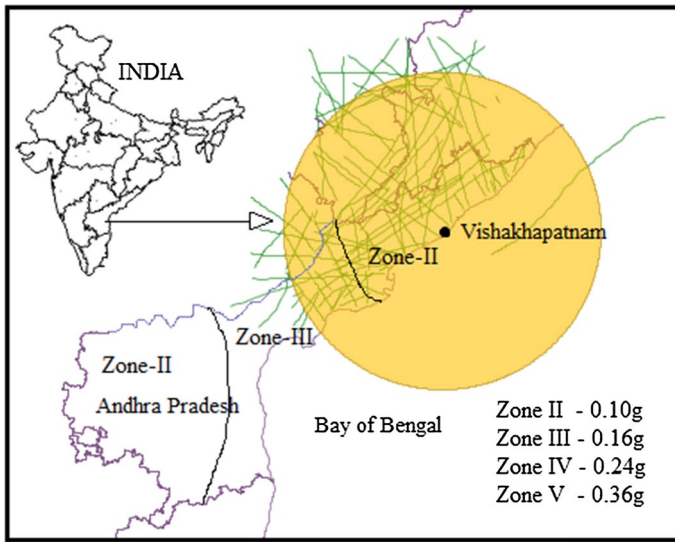 INDIA
Vishakhapatnam
Zone-II
Zone-III
Zone-II
Andhra Pradesh
Bay of Bengal
Zone II - 0.10g
Zone III - 0.16g
Zone IV - 0.24g
Zone V - 0.36g